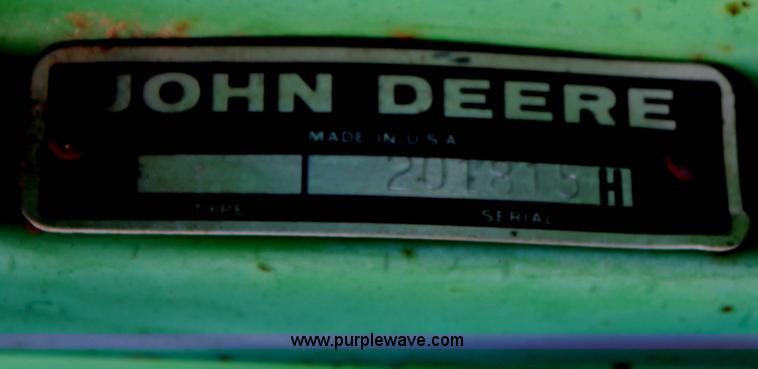 JOHN DEERE
MADE IN U.S.A
201819 H
TYPE SERIAL
www.purplewave.com